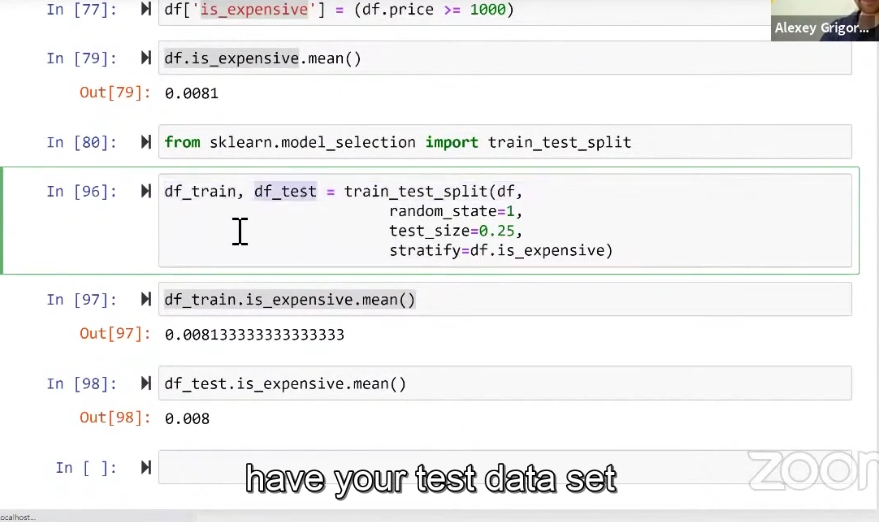 In [77]: df['is_expensive'] = (df.price >= 1000)
Alexey Grigor...
In [79]: df.is_expensive.mean()
Out[79]: 0.0081
In [80]: from sklearn.model_selection import train_test_split
In [96]: df_train, df_test = train_test_split(df,
random_state=1,
test_size=0.25,
stratify=df.is_expensive)
In [97]: df_train.is_expensive.mean()
Out[97]: 0.008133333333333333
In [98]: df_test.is_expensive.mean()
Out[98]: 0.008
In [ ]:
have your test data set
zoom
ocalhost...